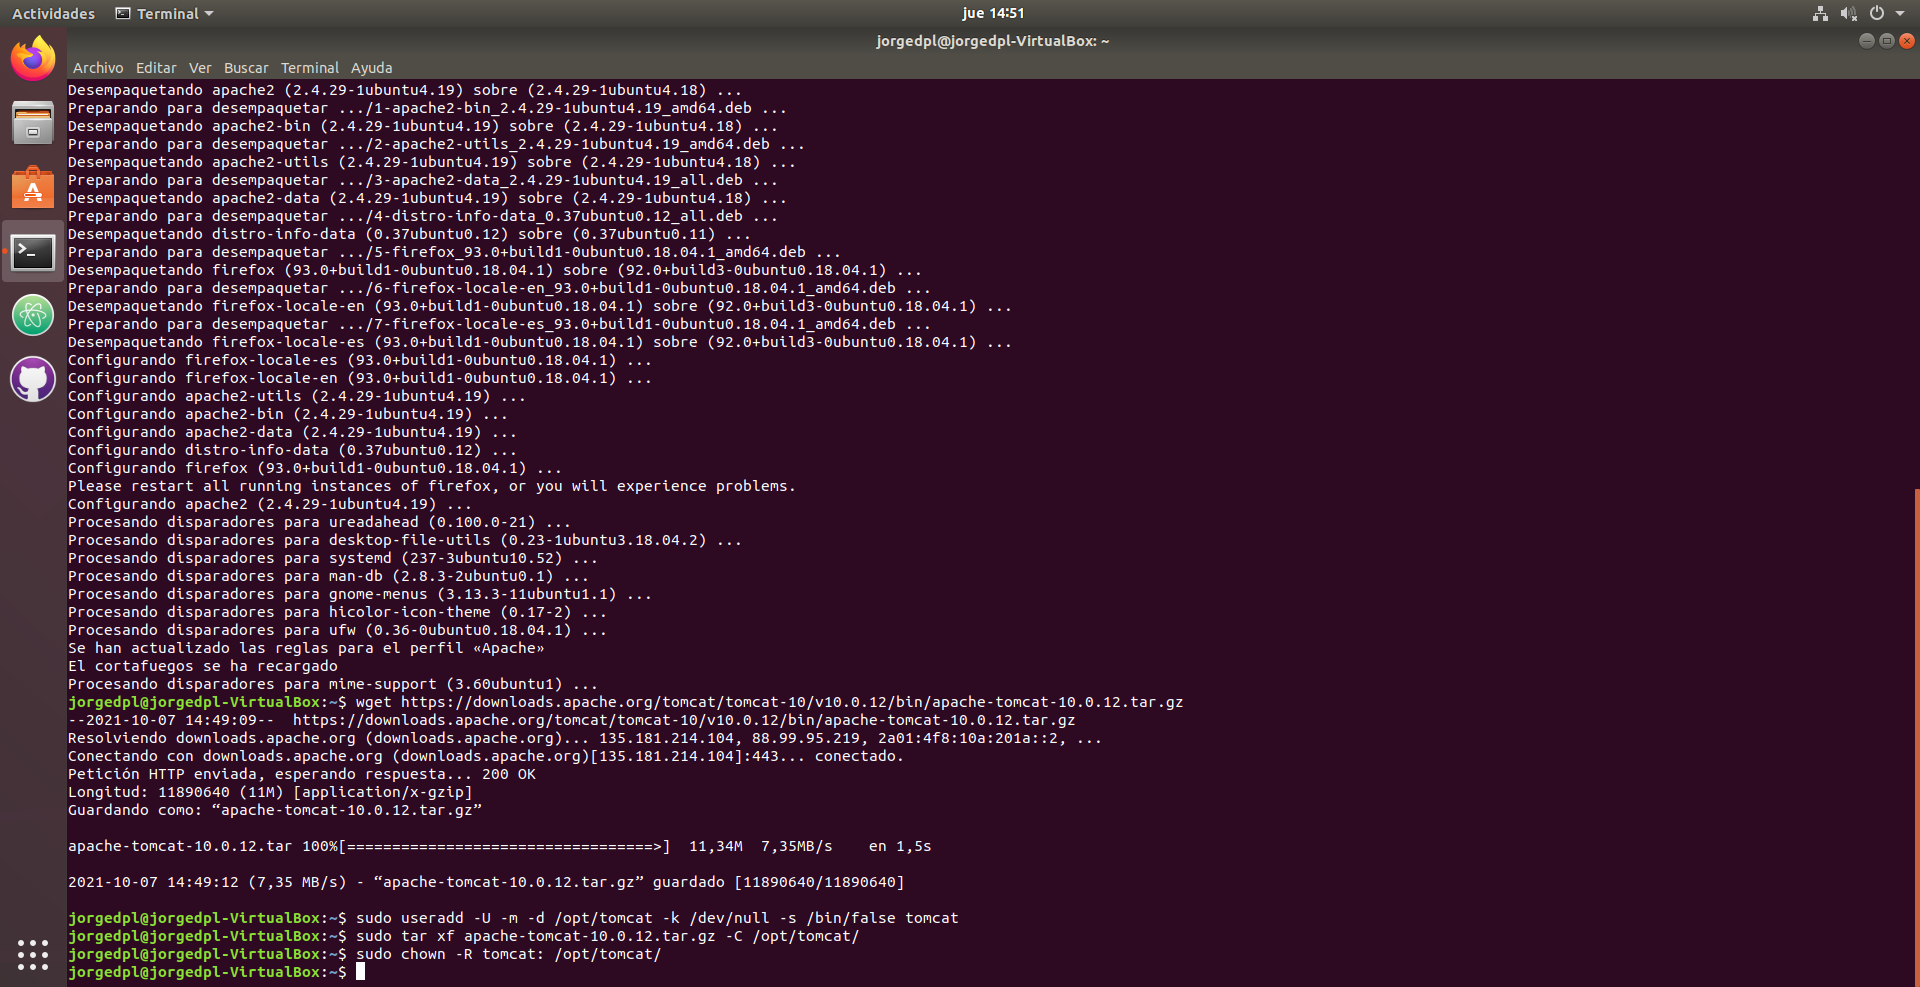 Actividades Terminal jue 14:51
jorgedpl@jorgedpl-VirtualBox: ~
Archivo Editar Ver Buscar Terminal Ayuda
Desempaquetando apache2 (2.4.29-1ubuntu4.19) sobre (2.4.29-1ubuntu4.18) ...
Preparando para desempaquetar .../1-apache2-bin_2.4.29-1ubuntu4.19_amd64.deb ...
Desempaquetando apache2-bin (2.4.29-1ubuntu4.19) sobre (2.4.29-1ubuntu4.18) ...
Preparando para desempaquetar .../2-apache2-utils_2.4.29-1ubuntu4.19_amd64.deb ...
Desempaquetando apache2-utils (2.4.29-1ubuntu4.19) sobre (2.4.29-1ubuntu4.18) ...
Preparando para desempaquetar .../3-apache2-data_2.4.29-1ubuntu4.19_all.deb ...
Desempaquetando apache2-data (2.4.29-1ubuntu4.19) sobre (2.4.29-1ubuntu4.18) ...
Preparando para desempaquetar .../4-distro-info-data_0.37ubuntu0.12_all.deb ...
Desempaquetando distro-info-data (0.37ubuntu0.12) sobre (0.37ubuntu0.11) ...
Preparando para desempaquetar .../5-firefox_93.0+build1-0ubuntu0.18.04.1_amd64.deb ...
Desempaquetando firefox (93.0+build1-0ubuntu0.18.04.1) sobre (92.0+build3-0ubuntu0.18.04.1) ...
Preparando para desempaquetar .../6-firefox-locale-en_93.0+build1-0ubuntu0.18.04.1_amd64.deb ...
Desempaquetando firefox-locale-en (93.0+build1-0ubuntu0.18.04.1) sobre (92.0+build3-0ubuntu0.18.04.1) ...
Preparando para desempaquetar .../7-firefox-locale-es_93.0+build1-0ubuntu0.18.04.1_amd64.deb ...
Desempaquetando firefox-locale-es (93.0+build1-0ubuntu0.18.04.1) sobre (92.0+build3-0ubuntu0.18.04.1) ...
Configurando firefox-locale-es (93.0+build1-0ubuntu0.18.04.1) ...
Configurando firefox-locale-en (93.0+build1-0ubuntu0.18.04.1) ...
Configurando apache2-utils (2.4.29-1ubuntu4.19) ...
Configurando apache2-bin (2.4.29-1ubuntu4.19) ...
Configurando apache2-data (2.4.29-1ubuntu4.19) ...
Configurando distro-info-data (0.37ubuntu0.12) ...
Configurando firefox (93.0+build1-0ubuntu0.18.04.1) ...
Please restart all running instances of firefox, or you will experience problems.
Configurando apache2 (2.4.29-1ubuntu4.19) ...
Procesando disparadores para ureadahead (0.100.0-21) ...
Procesando disparadores para desktop-file-utils (0.23-1ubuntu3.18.04.2) ...
Procesando disparadores para systemd (237-3ubuntu10.52) ...
Procesando disparadores para man-db (2.8.3-2ubuntu0.1) ...
Procesando disparadores para gnome-menus (3.13.3-11ubuntu1.1) ...
Procesando disparadores para hicolor-icon-theme (0.17-2) ...
Procesando disparadores para ufw (0.36-0ubuntu0.18.04.1) ...
Se han actualizado las reglas para el perfil «Apache»
El cortafuegos se ha recargado
Procesando disparadores para mime-support (3.60ubuntu1) ...
jorgedpl@jorgedpl-VirtualBox:~$ wget https://downloads.apache.org/tomcat/tomcat-10/v10.0.12/bin/apache-tomcat-10.0.12.tar.gz
--2021-10-07 14:49:09--  https://downloads.apache.org/tomcat/tomcat-10/v10.0.12/bin/apache-tomcat-10.0.12.tar.gz
Resolviendo downloads.apache.org (downloads.apache.org)... 135.181.214.104, 88.99.95.219, 2a01:4f8:10a:201a::2, ...
Conectando con downloads.apache.org (downloads.apache.org)[135.181.214.104]:443... conectado.
Petición HTTP enviada, esperando respuesta... 200 OK
Longitud: 11890640 (11M) [application/x-gzip]
Guardando como: “apache-tomcat-10.0.12.tar.gz”
apache-tomcat-10.0.12.tar 100%[==================================>]  11,34M  7,35MB/s    en 1,5s
2021-10-07 14:49:12 (7,35 MB/s) - “apache-tomcat-10.0.12.tar.gz” guardado [11890640/11890640]
jorgedpl@jorgedpl-VirtualBox:~$ sudo useradd -U -m -d /opt/tomcat -k /dev/null -s /bin/false tomcat
jorgedpl@jorgedpl-VirtualBox:~$ sudo tar xf apache-tomcat-10.0.12.tar.gz -C /opt/tomcat/
jorgedpl@jorgedpl-VirtualBox:~$ sudo chown -R tomcat: /opt/tomcat/
jorgedpl@jorgedpl-VirtualBox:~$